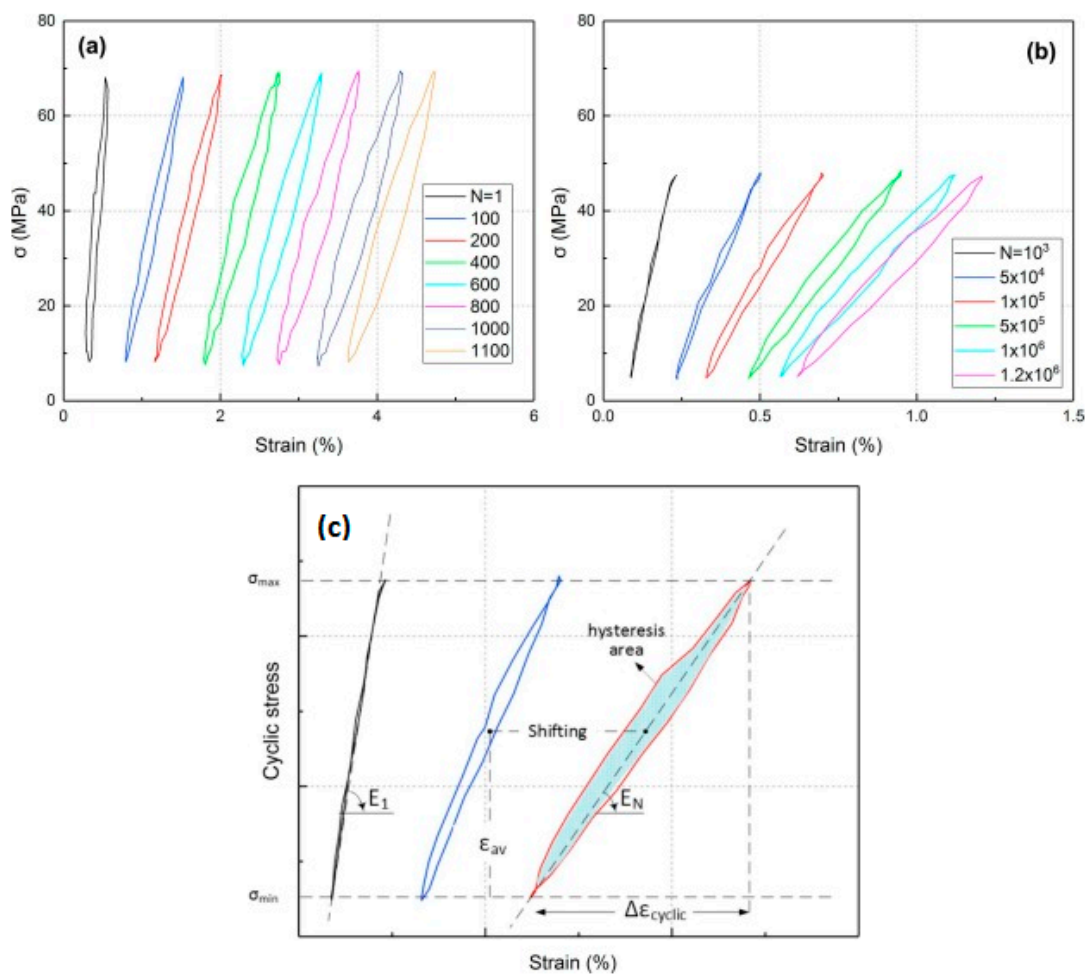 (a)
80
60
40
20
0
σ (MPa)
N=1
100
200
400
600
800
1000
1100
0 2 4 6
Strain (%)
(b)
80
60
40
20
0
σ (MPa)
N=10³
5x10⁴
1x10⁵
5x10⁵
1x10⁶
1.2x10⁶
0.0 0.5 1.0 1.5
Strain (%)
(c)
σmax
hysteresis
area
Cyclic stress
Shifting
E₁
E_N
εav
σmin
Δεcyclic
Strain (%)